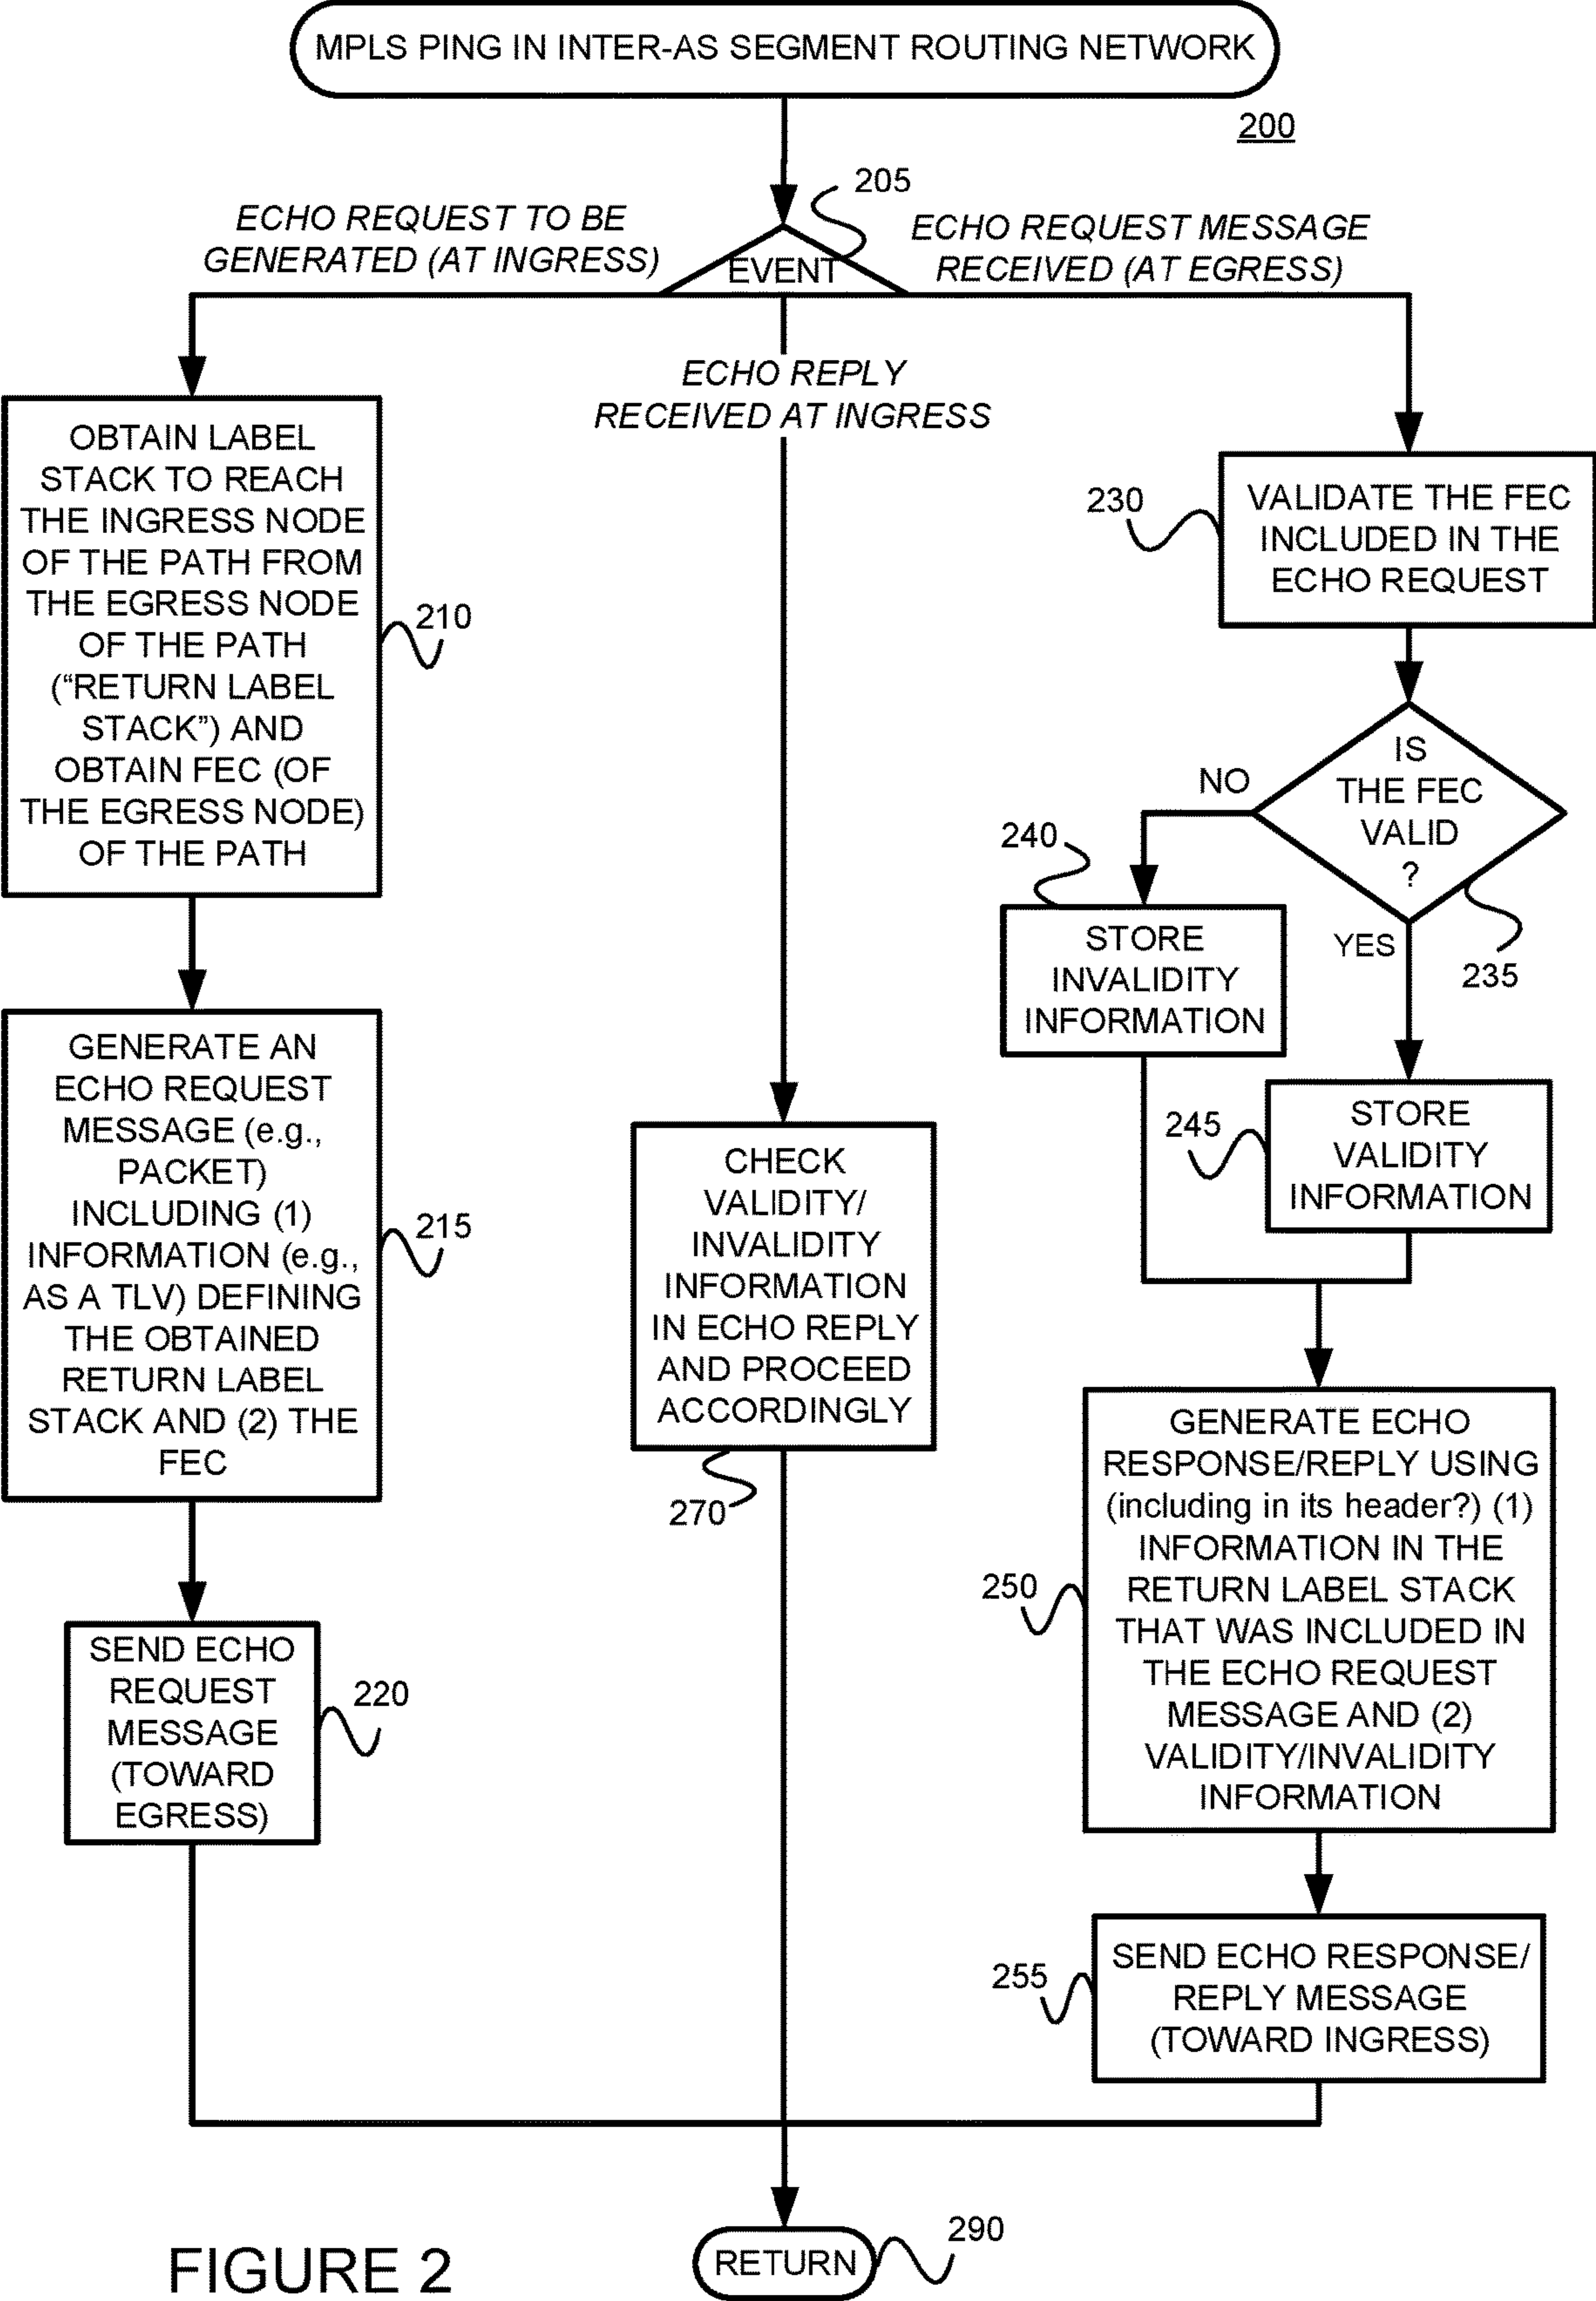 MPLS PING IN INTER-AS SEGMENT ROUTING NETWORK
200
205
ECHO REQUEST TO BE
GENERATED (AT INGRESS)
EVENT
ECHO REQUEST MESSAGE
RECEIVED (AT EGRESS)
ECHO REPLY
RECEIVED AT INGRESS
OBTAIN LABEL
STACK TO REACH
THE INGRESS NODE
OF THE PATH FROM
THE EGRESS NODE
OF THE PATH
(“RETURN LABEL
STACK”) AND
OBTAIN FEC (OF
THE EGRESS NODE)
OF THE PATH
210
GENERATE AN
ECHO REQUEST
MESSAGE (e.g.,
PACKET)
INCLUDING (1)
INFORMATION (e.g.,
AS A TLV) DEFINING
THE OBTAINED
RETURN LABEL
STACK AND (2) THE
FEC
215
SEND ECHO
REQUEST
MESSAGE
(TOWARD
EGRESS)
220
CHECK
VALIDITY/
INVALIDITY
INFORMATION
IN ECHO REPLY
AND PROCEED
ACCORDINGLY
270
230
VALIDATE THE FEC
INCLUDED IN THE
ECHO REQUEST
IS
THE FEC
VALID
?
NO
YES
235
240
STORE
INVALIDITY
INFORMATION
245
STORE
VALIDITY
INFORMATION
250
GENERATE ECHO
RESPONSE/REPLY USING
(including in its header?) (1)
INFORMATION IN THE
RETURN LABEL STACK
THAT WAS INCLUDED IN
THE ECHO REQUEST
MESSAGE AND (2)
VALIDITY/INVALIDITY
INFORMATION
255
SEND ECHO RESPONSE/
REPLY MESSAGE
(TOWARD INGRESS)
RETURN
290
FIGURE 2